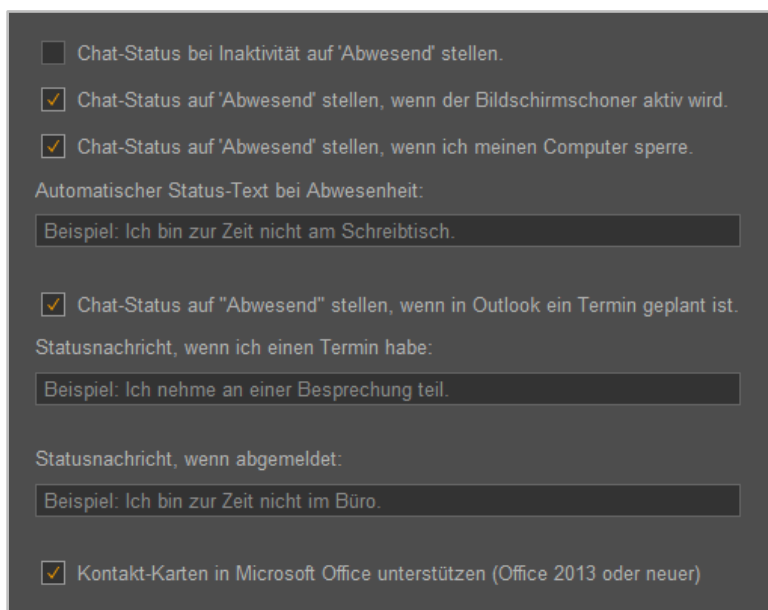 Chat-Status bei Inaktivität auf 'Abwesend' stellen.
Chat-Status auf 'Abwesend' stellen, wenn der Bildschirmschoner aktiv wird.
Chat-Status auf 'Abwesend' stellen, wenn ich meinen Computer sperre.
Automatischer Status-Text bei Abwesenheit:
Beispiel: Ich bin zur Zeit nicht am Schreibtisch.
Chat-Status auf "Abwesend" stellen, wenn in Outlook ein Termin geplant ist.
Statusnachricht, wenn ich einen Termin habe:
Beispiel: Ich nehme an einer Besprechung teil.
Statusnachricht, wenn abgemeldet:
Beispiel: Ich bin zur Zeit nicht im Büro.
Kontakt-Karten in Microsoft Office unterstützen (Office 2013 oder neuer)